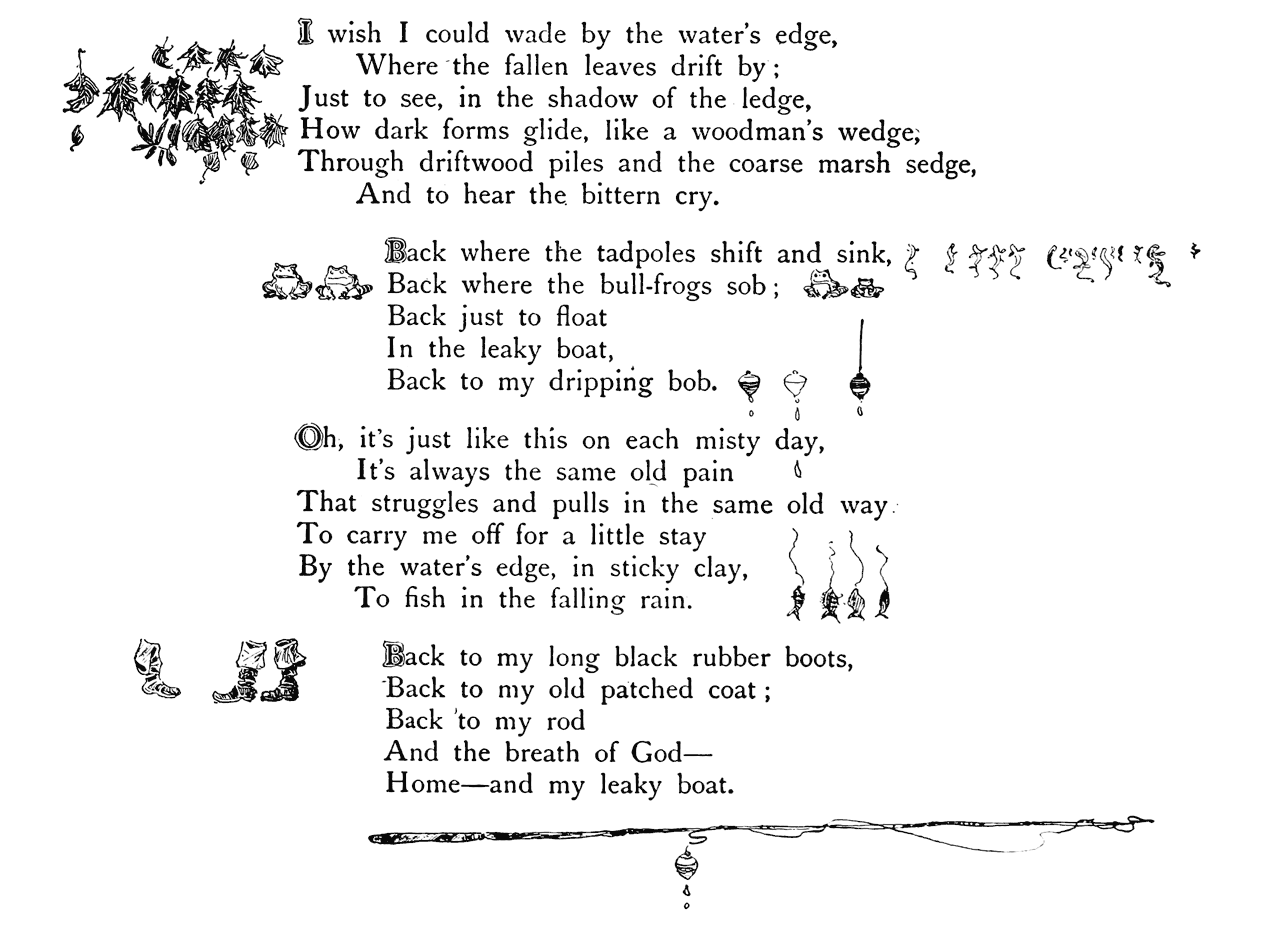 I wish I could wade by the water's edge,
Where the fallen leaves drift by;
Just to see, in the shadow of the ledge,
How dark forms glide, like a woodman's wedge,
Through driftwood piles and the coarse marsh sedge,
And to hear the bittern cry.
Back where the tadpoles shift and sink,
Back where the bull-frogs sob;
Back just to float
In the leaky boat,
Back to my dripping bob.
Oh, it's just like this on each misty day,
It's always the same old pain
That struggles and pulls in the same old way
To carry me off for a little stay
By the water's edge, in sticky clay,
To fish in the falling rain.
Back to my long black rubber boots,
Back to my old patched coat;
Back to my rod
And the breath of God—
Home—and my leaky boat.